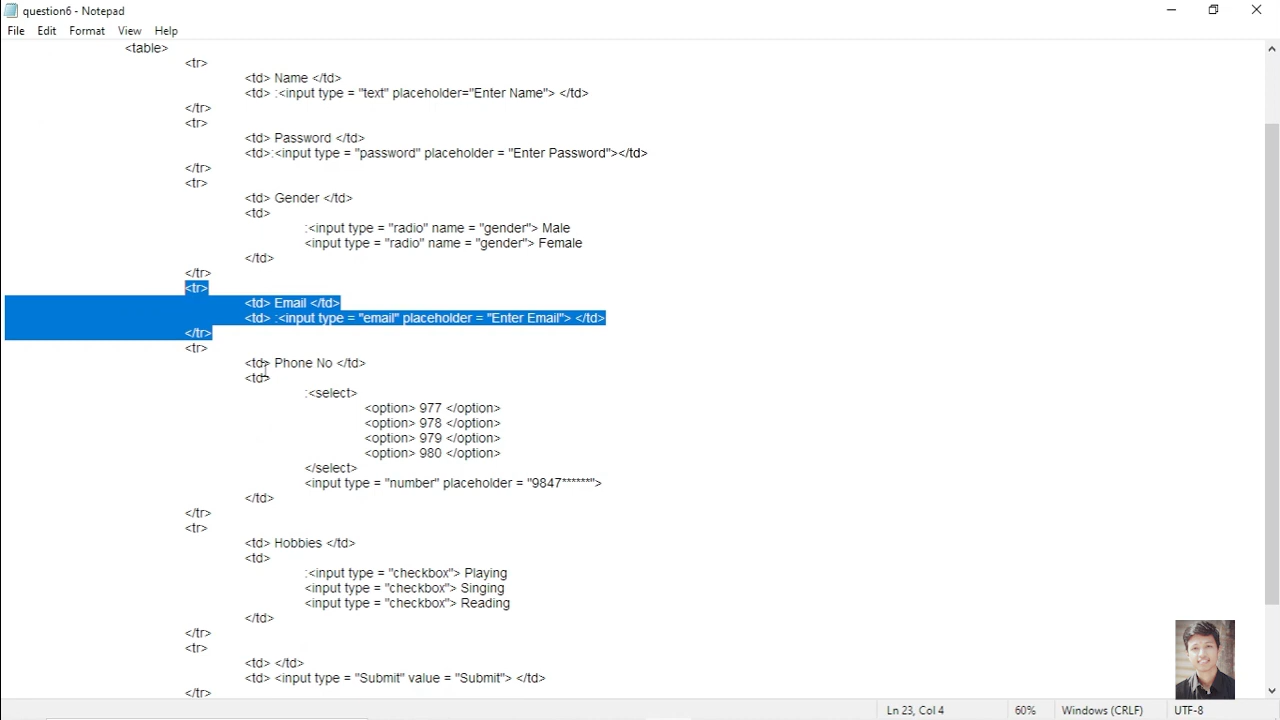 question6 - Notepad
File Edit Format View Help
<table>
<tr>
<td> Name </td>
<td> :<input type = "text" placeholder="Enter Name"> </td>
</tr>
<tr>
<td> Password </td>
<td>:<input type = "password" placeholder = "Enter Password"></td>
</tr>
<tr>
<td> Gender </td>
<td>
:<input type = "radio" name = "gender"> Male
<input type = "radio" name = "gender"> Female
</td>
</tr>
<tr>
<td> Email </td>
<td> :<input type = "email" placeholder = "Enter Email"> </td>
</tr>
<tr>
<td> Phone No </td>
<td>
:<select>
<option> 977 </option>
<option> 978 </option>
<option> 979 </option>
<option> 980 </option>
</select>
<input type = "number" placeholder = "9847******">
</td>
</tr>
<tr>
<td> Hobbies </td>
<td>
:<input type = "checkbox"> Playing
<input type = "checkbox"> Singing
<input type = "checkbox"> Reading
</td>
</tr>
<tr>
<td> </td>
<td> <input type = "Submit" value = "Submit"> </td>
</tr>
Ln 23, Col 4 60% Windows (CRLF) UTF-8